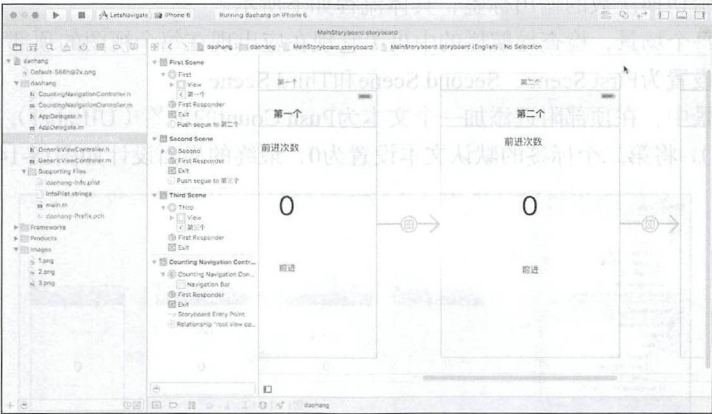 LetsNavigate
iPhone 6
Running daohang on iPhone 6
MainStoryboard.storyboard
daohang
daohang
MainStoryboard.storyboard
MainStoryboard.storyboard (English)
No Selection
daohang
Default-568h@2x.png
daohang
CountingNavigationController.h
CountingNavigationController.m
AppDelegate.h
AppDelegate.m
GenericViewController.h
GenericViewController.m
Supporting Files
daohang-Info.plist
InfoPlist.strings
main.m
daohang-Prefix.pch
Frameworks
Products
Images
1.png
2.png
3.png
First Scene
First
View
第一个
First Responder
Exit
Push segue to 第二个
Second Scene
Second
First Responder
Exit
Push segue to 第三个
Third Scene
Third
View
第三个
First Responder
Exit
Counting Navigation Contr...
Counting Navigation Con...
Navigation Bar
First Responder
Exit
Storyboard Entry Point
Relationship "root view co...
第一个
第一个
前进次数
0
前进
第二个
第二个
前进次数
0
前进
daohang